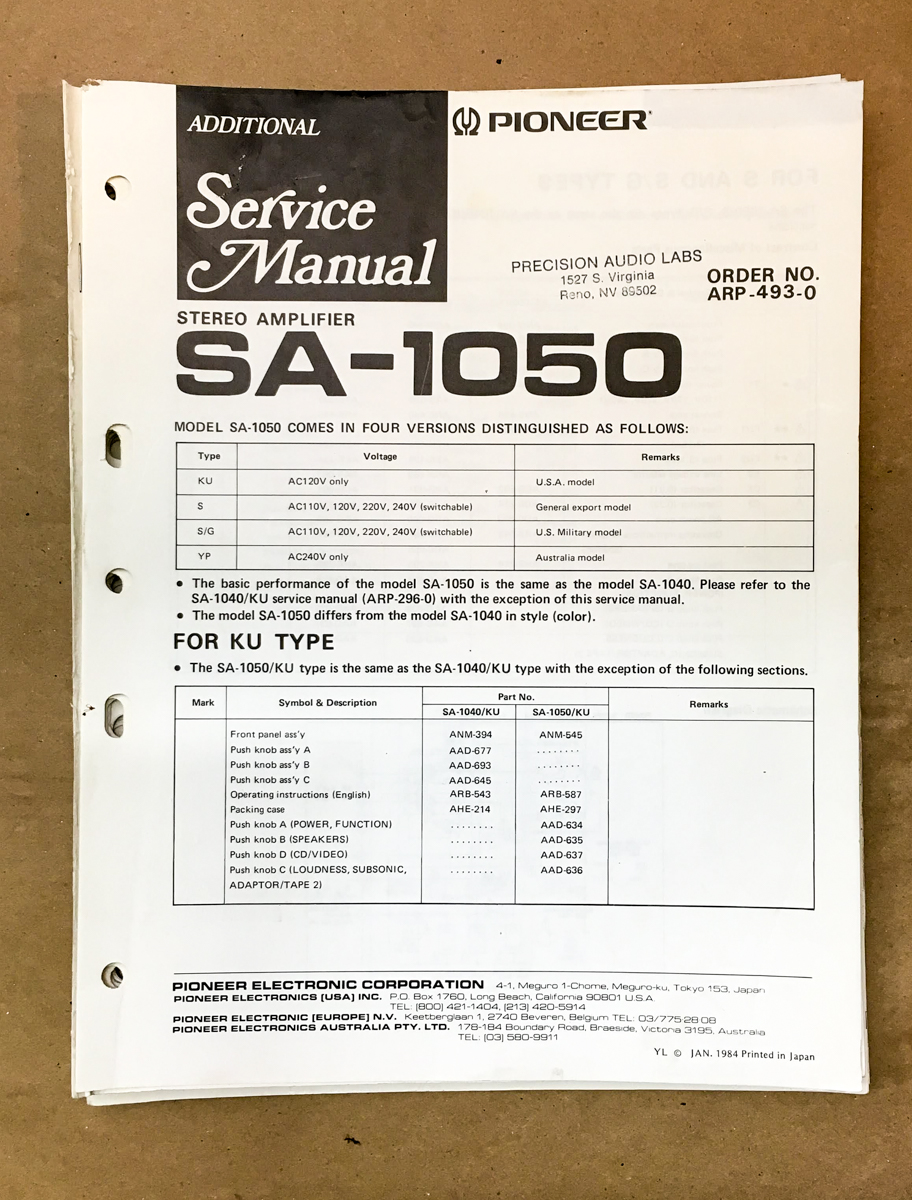 ADDITIONAL
Service
Manual
PIONEER®
PRECISION AUDIO LABS
1527 S. Virginia
Reno, NV 89502
ORDER NO.
ARP-493-0
STEREO AMPLIFIER
SA-1050
MODEL SA-1050 COMES IN FOUR VERSIONS DISTINGUISHED AS FOLLOWS:
Type Voltage Remarks
KU AC120V only U.S.A. model
S AC110V, 120V, 220V, 240V (switchable) General export model
S/G AC110V, 120V, 220V, 240V (switchable) U.S. Military model
YP AC240V only Australia model
• The basic performance of the model SA-1050 is the same as the model SA-1040. Please refer to the
SA-1040/KU service manual (ARP-296-0) with the exception of this service manual.
• The model SA-1050 differs from the model SA-1040 in style (color).
FOR KU TYPE
• The SA-1050/KU type is the same as the SA-1040/KU type with the exception of the following sections.
Mark Symbol & Description Part No. Remarks
SA-1040/KU SA-1050/KU
Front panel ass'y ANM-394 ANM-545
Push knob ass'y A AAD-677 ........
Push knob ass'y B AAD-693 ........
Push knob ass'y C AAD-645 ........
Operating instructions (English) ARB-543 ARB-587
Packing case AHE-214 AHE-297
Push knob A (POWER, FUNCTION) ........ AAD-634
Push knob B (SPEAKERS) ........ AAD-635
Push knob D (CD/VIDEO) ........ AAD-637
Push knob C (LOUDNESS, SUBSONIC, ........ AAD-636
ADAPTOR/TAPE 2)
PIONEER ELECTRONIC CORPORATION 4-1, Meguro 1-Chome, Meguro-ku, Tokyo 153, Japan
PIONEER ELECTRONICS [USA] INC. P.O. Box 1760, Long Beach, California 90801 U.S.A.
TEL: (800) 421-1404, (213) 420-5914
PIONEER ELECTRONIC [EUROPE] N.V. Keetberglaan 1, 2740 Beveren, Belgium TEL: 03/775·28·08
PIONEER ELECTRONICS AUSTRALIA PTY. LTD. 178-184 Boundary Road, Braeside, Victoria 3195, Australia
TEL: (03) 580-9911
YL © JAN. 1984 Printed in Japan